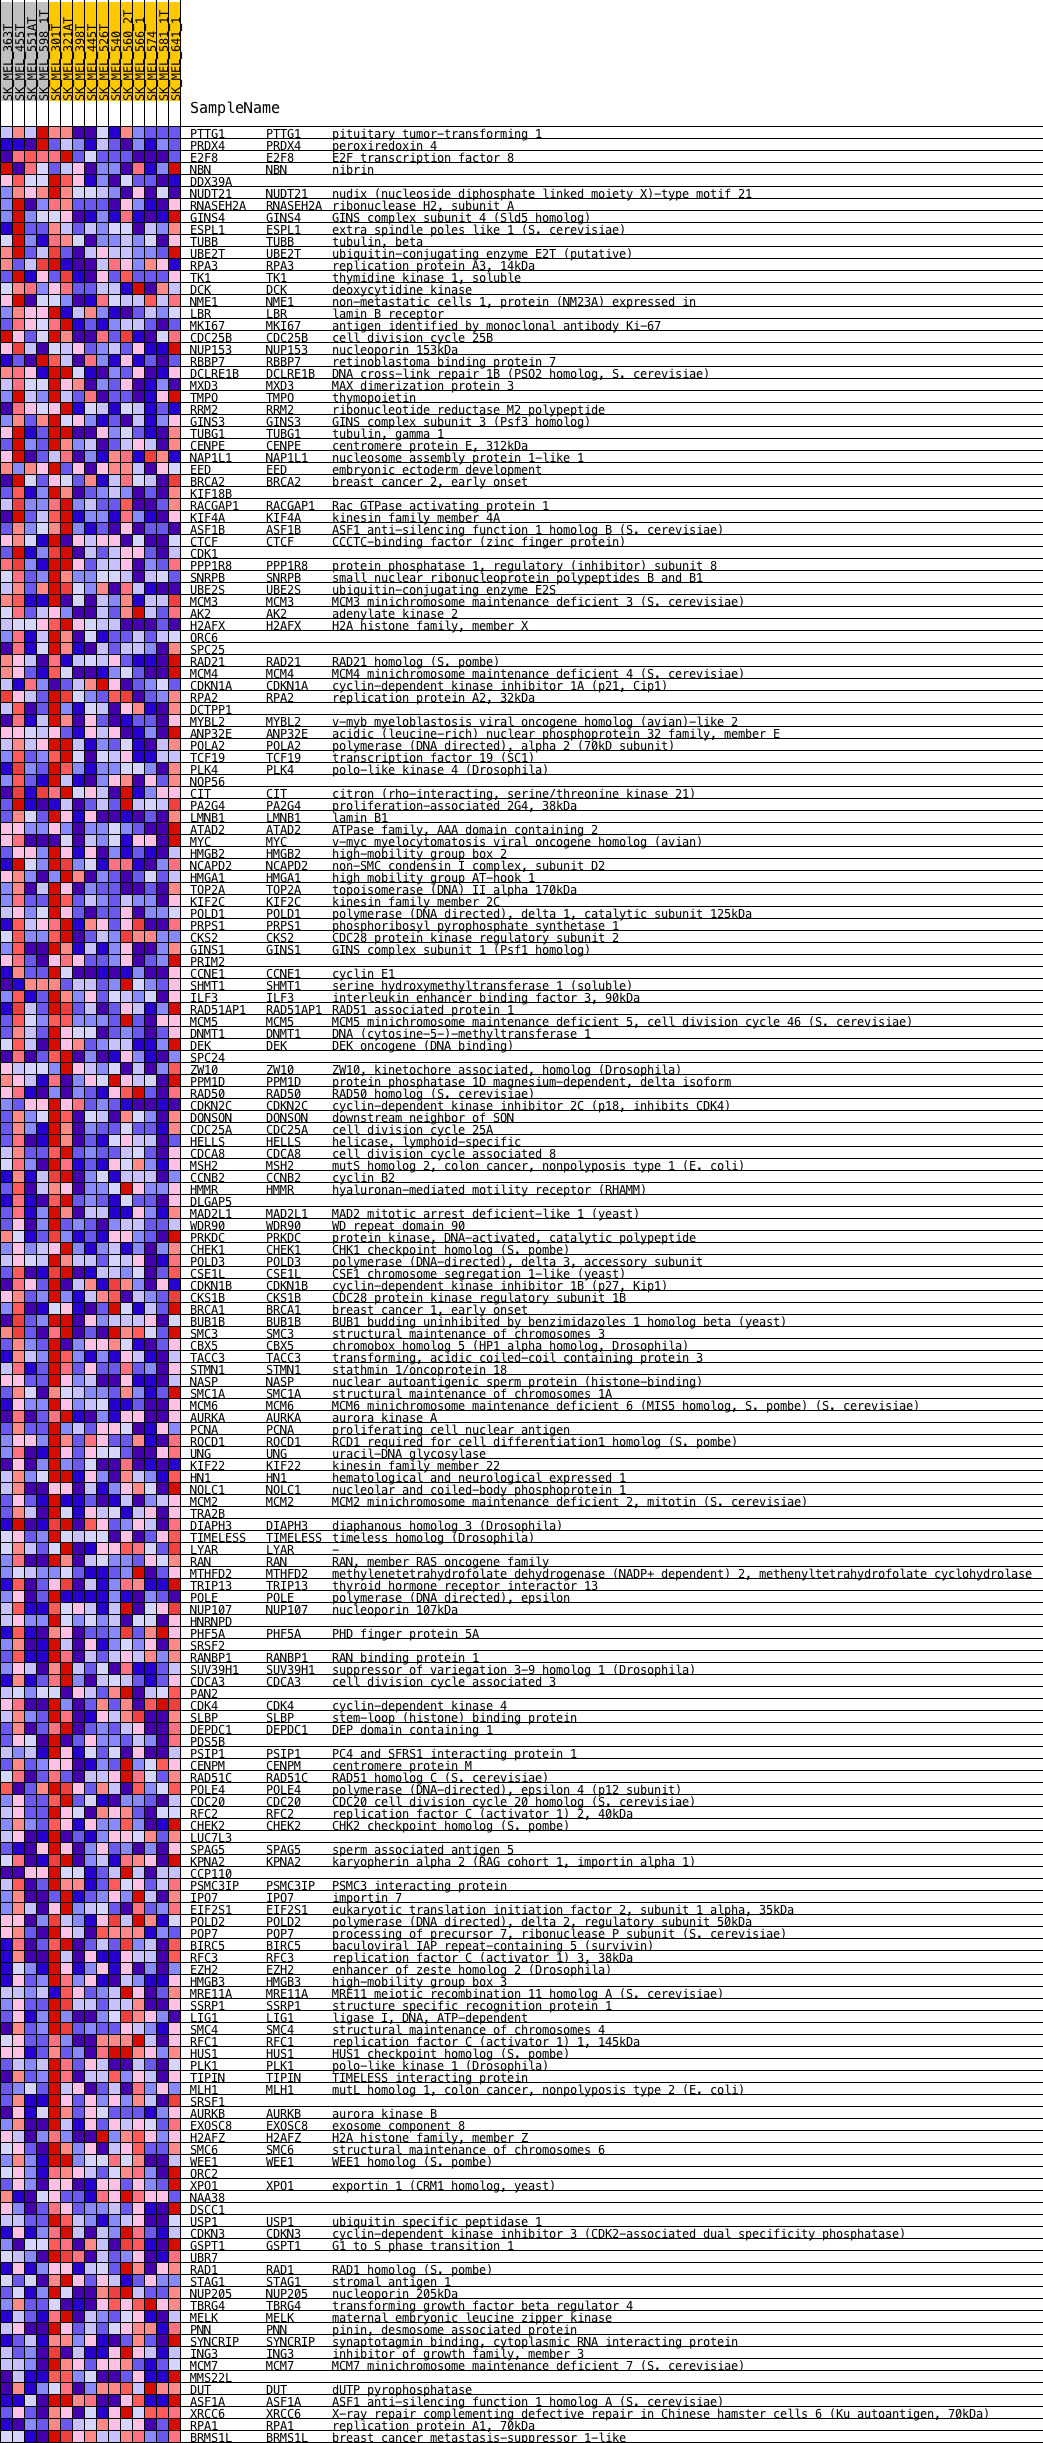 SK_MEL_363T
SK_MEL_455T
SK_MEL_551AT
SK_MEL_598_1T
SK_MEL_301T
SK_MEL_321AT
SK_MEL_398T
SK_MEL_445T
SK_MEL_526T
SK_MEL_540
SK_MEL_560_2T
SK_MEL_566_1
SK_MEL_574
SK_MEL_581_1T
SK_MEL_641_1
SampleName
PTTG1 PTTG1 pituitary tumor-transforming 1
PRDX4 PRDX4 peroxiredoxin 4
E2F8 E2F8 E2F transcription factor 8
NBN NBN nibrin
DDX39A
NUDT21 NUDT21 nudix (nucleoside diphosphate linked moiety X)-type motif 21
RNASEH2A RNASEH2A ribonuclease H2, subunit A
GINS4 GINS4 GINS complex subunit 4 (Sld5 homolog)
ESPL1 ESPL1 extra spindle poles like 1 (S. cerevisiae)
TUBB TUBB tubulin, beta
UBE2T UBE2T ubiquitin-conjugating enzyme E2T (putative)
RPA3 RPA3 replication protein A3, 14kDa
TK1 TK1 thymidine kinase 1, soluble
DCK DCK deoxycytidine kinase
NME1 NME1 non-metastatic cells 1, protein (NM23A) expressed in
LBR LBR lamin B receptor
MKI67 MKI67 antigen identified by monoclonal antibody Ki-67
CDC25B CDC25B cell division cycle 25B
NUP153 NUP153 nucleoporin 153kDa
RBBP7 RBBP7 retinoblastoma binding protein 7
DCLRE1B DCLRE1B DNA cross-link repair 1B (PSO2 homolog, S. cerevisiae)
MXD3 MXD3 MAX dimerization protein 3
TMPO TMPO thymopoietin
RRM2 RRM2 ribonucleotide reductase M2 polypeptide
GINS3 GINS3 GINS complex subunit 3 (Psf3 homolog)
TUBG1 TUBG1 tubulin, gamma 1
CENPE CENPE centromere protein E, 312kDa
NAP1L1 NAP1L1 nucleosome assembly protein 1-like 1
EED EED embryonic ectoderm development
BRCA2 BRCA2 breast cancer 2, early onset
KIF18B
RACGAP1 RACGAP1 Rac GTPase activating protein 1
KIF4A KIF4A kinesin family member 4A
ASF1B ASF1B ASF1 anti-silencing function 1 homolog B (S. cerevisiae)
CTCF CTCF CCCTC-binding factor (zinc finger protein)
CDK1
PPP1R8 PPP1R8 protein phosphatase 1, regulatory (inhibitor) subunit 8
SNRPB SNRPB small nuclear ribonucleoprotein polypeptides B and B1
UBE2S UBE2S ubiquitin-conjugating enzyme E2S
MCM3 MCM3 MCM3 minichromosome maintenance deficient 3 (S. cerevisiae)
AK2 AK2 adenylate kinase 2
H2AFX H2AFX H2A histone family, member X
ORC6
SPC25
RAD21 RAD21 RAD21 homolog (S. pombe)
MCM4 MCM4 MCM4 minichromosome maintenance deficient 4 (S. cerevisiae)
CDKN1A CDKN1A cyclin-dependent kinase inhibitor 1A (p21, Cip1)
RPA2 RPA2 replication protein A2, 32kDa
DCTPP1
MYBL2 MYBL2 v-myb myeloblastosis viral oncogene homolog (avian)-like 2
ANP32E ANP32E acidic (leucine-rich) nuclear phosphoprotein 32 family, member E
POLA2 POLA2 polymerase (DNA directed), alpha 2 (70kD subunit)
TCF19 TCF19 transcription factor 19 (SC1)
PLK4 PLK4 polo-like kinase 4 (Drosophila)
NOP56
CIT CIT citron (rho-interacting, serine/threonine kinase 21)
PA2G4 PA2G4 proliferation-associated 2G4, 38kDa
LMNB1 LMNB1 lamin B1
ATAD2 ATAD2 ATPase family, AAA domain containing 2
MYC MYC v-myc myelocytomatosis viral oncogene homolog (avian)
HMGB2 HMGB2 high-mobility group box 2
NCAPD2 NCAPD2 non-SMC condensin I complex, subunit D2
HMGA1 HMGA1 high mobility group AT-hook 1
TOP2A TOP2A topoisomerase (DNA) II alpha 170kDa
KIF2C KIF2C kinesin family member 2C
POLD1 POLD1 polymerase (DNA directed), delta 1, catalytic subunit 125kDa
PRPS1 PRPS1 phosphoribosyl pyrophosphate synthetase 1
CKS2 CKS2 CDC28 protein kinase regulatory subunit 2
GINS1 GINS1 GINS complex subunit 1 (Psf1 homolog)
PRIM2
CCNE1 CCNE1 cyclin E1
SHMT1 SHMT1 serine hydroxymethyltransferase 1 (soluble)
ILF3 ILF3 interleukin enhancer binding factor 3, 90kDa
RAD51AP1 RAD51AP1 RAD51 associated protein 1
MCM5 MCM5 MCM5 minichromosome maintenance deficient 5, cell division cycle 46 (S. cerevisiae)
DNMT1 DNMT1 DNA (cytosine-5-)-methyltransferase 1
DEK DEK DEK oncogene (DNA binding)
SPC24
ZW10 ZW10 ZW10, kinetochore associated, homolog (Drosophila)
PPM1D PPM1D protein phosphatase 1D magnesium-dependent, delta isoform
RAD50 RAD50 RAD50 homolog (S. cerevisiae)
CDKN2C CDKN2C cyclin-dependent kinase inhibitor 2C (p18, inhibits CDK4)
DONSON DONSON downstream neighbor of SON
CDC25A CDC25A cell division cycle 25A
HELLS HELLS helicase, lymphoid-specific
CDCA8 CDCA8 cell division cycle associated 8
MSH2 MSH2 mutS homolog 2, colon cancer, nonpolyposis type 1 (E. coli)
CCNB2 CCNB2 cyclin B2
HMMR HMMR hyaluronan-mediated motility receptor (RHAMM)
DLGAP5
MAD2L1 MAD2L1 MAD2 mitotic arrest deficient-like 1 (yeast)
WDR90 WDR90 WD repeat domain 90
PRKDC PRKDC protein kinase, DNA-activated, catalytic polypeptide
CHEK1 CHEK1 CHK1 checkpoint homolog (S. pombe)
POLD3 POLD3 polymerase (DNA-directed), delta 3, accessory subunit
CSE1L CSE1L CSE1 chromosome segregation 1-like (yeast)
CDKN1B CDKN1B cyclin-dependent kinase inhibitor 1B (p27, Kip1)
CKS1B CKS1B CDC28 protein kinase regulatory subunit 1B
BRCA1 BRCA1 breast cancer 1, early onset
BUB1B BUB1B BUB1 budding uninhibited by benzimidazoles 1 homolog beta (yeast)
SMC3 SMC3 structural maintenance of chromosomes 3
CBX5 CBX5 chromobox homolog 5 (HP1 alpha homolog, Drosophila)
TACC3 TACC3 transforming, acidic coiled-coil containing protein 3
STMN1 STMN1 stathmin 1/oncoprotein 18
NASP NASP nuclear autoantigenic sperm protein (histone-binding)
SMC1A SMC1A structural maintenance of chromosomes 1A
MCM6 MCM6 MCM6 minichromosome maintenance deficient 6 (MIS5 homolog, S. pombe) (S. cerevisiae)
AURKA AURKA aurora kinase A
PCNA PCNA proliferating cell nuclear antigen
RQCD1 RQCD1 RCD1 required for cell differentiation1 homolog (S. pombe)
UNG UNG uracil-DNA glycosylase
KIF22 KIF22 kinesin family member 22
HN1 HN1 hematological and neurological expressed 1
NOLC1 NOLC1 nucleolar and coiled-body phosphoprotein 1
MCM2 MCM2 MCM2 minichromosome maintenance deficient 2, mitotin (S. cerevisiae)
TRA2B
DIAPH3 DIAPH3 diaphanous homolog 3 (Drosophila)
TIMELESS TIMELESS timeless homolog (Drosophila)
LYAR LYAR -
RAN RAN RAN, member RAS oncogene family
MTHFD2 MTHFD2 methylenetetrahydrofolate dehydrogenase (NADP+ dependent) 2, methenyltetrahydrofolate cyclohydrolase
TRIP13 TRIP13 thyroid hormone receptor interactor 13
POLE POLE polymerase (DNA directed), epsilon
NUP107 NUP107 nucleoporin 107kDa
HNRNPD
PHF5A PHF5A PHD finger protein 5A
SRSF2
RANBP1 RANBP1 RAN binding protein 1
SUV39H1 SUV39H1 suppressor of variegation 3-9 homolog 1 (Drosophila)
CDCA3 CDCA3 cell division cycle associated 3
PAN2
CDK4 CDK4 cyclin-dependent kinase 4
SLBP SLBP stem-loop (histone) binding protein
DEPDC1 DEPDC1 DEP domain containing 1
PDS5B
PSIP1 PSIP1 PC4 and SFRS1 interacting protein 1
CENPM CENPM centromere protein M
RAD51C RAD51C RAD51 homolog C (S. cerevisiae)
POLE4 POLE4 polymerase (DNA-directed), epsilon 4 (p12 subunit)
CDC20 CDC20 CDC20 cell division cycle 20 homolog (S. cerevisiae)
RFC2 RFC2 replication factor C (activator 1) 2, 40kDa
CHEK2 CHEK2 CHK2 checkpoint homolog (S. pombe)
LUC7L3
SPAG5 SPAG5 sperm associated antigen 5
KPNA2 KPNA2 karyopherin alpha 2 (RAG cohort 1, importin alpha 1)
CCP110
PSMC3IP PSMC3IP PSMC3 interacting protein
IPO7 IPO7 importin 7
EIF2S1 EIF2S1 eukaryotic translation initiation factor 2, subunit 1 alpha, 35kDa
POLD2 POLD2 polymerase (DNA directed), delta 2, regulatory subunit 50kDa
POP7 POP7 processing of precursor 7, ribonuclease P subunit (S. cerevisiae)
BIRC5 BIRC5 baculoviral IAP repeat-containing 5 (survivin)
RFC3 RFC3 replication factor C (activator 1) 3, 38kDa
EZH2 EZH2 enhancer of zeste homolog 2 (Drosophila)
HMGB3 HMGB3 high-mobility group box 3
MRE11A MRE11A MRE11 meiotic recombination 11 homolog A (S. cerevisiae)
SSRP1 SSRP1 structure specific recognition protein 1
LIG1 LIG1 ligase I, DNA, ATP-dependent
SMC4 SMC4 structural maintenance of chromosomes 4
RFC1 RFC1 replication factor C (activator 1) 1, 145kDa
HUS1 HUS1 HUS1 checkpoint homolog (S. pombe)
PLK1 PLK1 polo-like kinase 1 (Drosophila)
TIPIN TIPIN TIMELESS interacting protein
MLH1 MLH1 mutL homolog 1, colon cancer, nonpolyposis type 2 (E. coli)
SRSF1
AURKB AURKB aurora kinase B
EXOSC8 EXOSC8 exosome component 8
H2AFZ H2AFZ H2A histone family, member Z
SMC6 SMC6 structural maintenance of chromosomes 6
WEE1 WEE1 WEE1 homolog (S. pombe)
ORC2
XPO1 XPO1 exportin 1 (CRM1 homolog, yeast)
NAA38
DSCC1
USP1 USP1 ubiquitin specific peptidase 1
CDKN3 CDKN3 cyclin-dependent kinase inhibitor 3 (CDK2-associated dual specificity phosphatase)
GSPT1 GSPT1 G1 to S phase transition 1
UBR7
RAD1 RAD1 RAD1 homolog (S. pombe)
STAG1 STAG1 stromal antigen 1
NUP205 NUP205 nucleoporin 205kDa
TBRG4 TBRG4 transforming growth factor beta regulator 4
MELK MELK maternal embryonic leucine zipper kinase
PNN PNN pinin, desmosome associated protein
SYNCRIP SYNCRIP synaptotagmin binding, cytoplasmic RNA interacting protein
ING3 ING3 inhibitor of growth family, member 3
MCM7 MCM7 MCM7 minichromosome maintenance deficient 7 (S. cerevisiae)
MMS22L
DUT DUT dUTP pyrophosphatase
ASF1A ASF1A ASF1 anti-silencing function 1 homolog A (S. cerevisiae)
XRCC6 XRCC6 X-ray repair complementing defective repair in Chinese hamster cells 6 (Ku autoantigen, 70kDa)
RPA1 RPA1 replication protein A1, 70kDa
BRMS1L BRMS1L breast cancer metastasis-suppressor 1-like